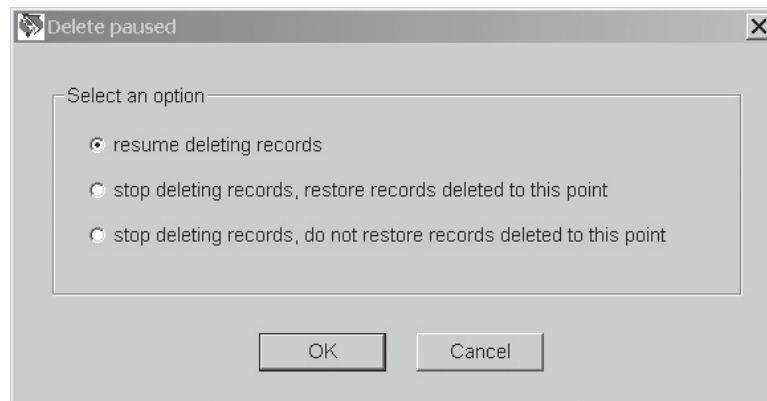 Delete paused
Select an option
resume deleting records
stop deleting records, restore records deleted to this point
stop deleting records, do not restore records deleted to this point
OK
Cancel